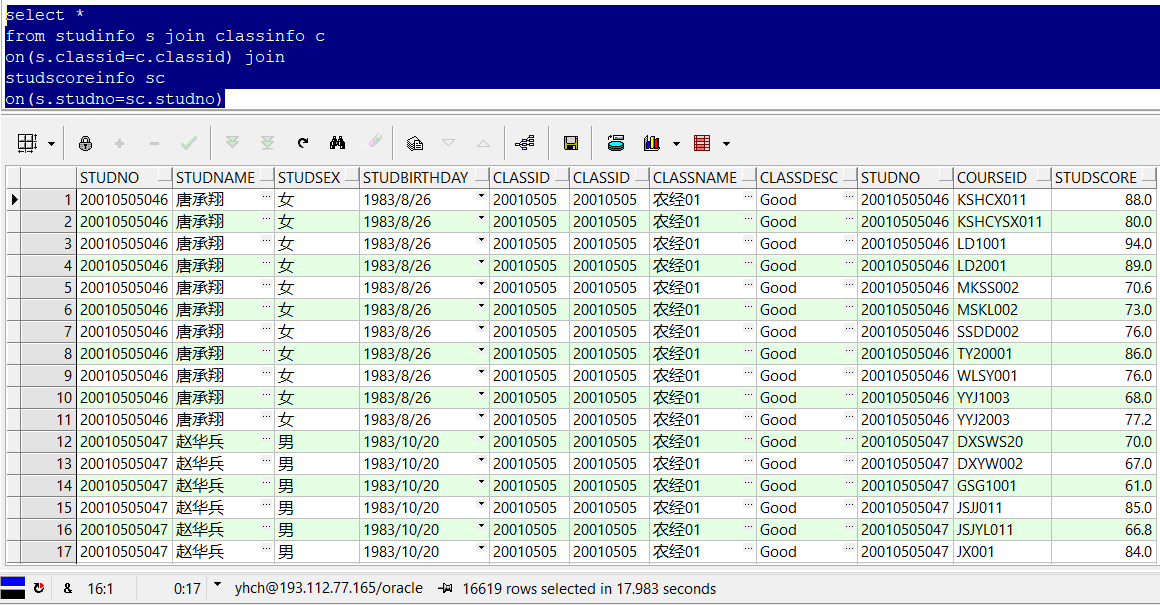 select *
from studinfo s join classinfo c
on(s.classid=c.classid) join
studscoreinfo sc
on(s.studno=sc.studno)
STUDNO STUDNAME STUDSEX STUDBIRTHDAY CLASSID CLASSID CLASSNAME CLASSDESC STUDNO COURSEID STUDSCORE
1 20010505046 唐承翔 ··· 女 1983/8/26 20010505 20010505 农经01 ··· Good ··· 20010505046 KSHCX011 88.0
2 20010505046 唐承翔 ··· 女 1983/8/26 20010505 20010505 农经01 ··· Good ··· 20010505046 KSHCYSX011 80.0
3 20010505046 唐承翔 ··· 女 1983/8/26 20010505 20010505 农经01 ··· Good ··· 20010505046 LD1001 94.0
4 20010505046 唐承翔 ··· 女 1983/8/26 20010505 20010505 农经01 ··· Good ··· 20010505046 LD2001 89.0
5 20010505046 唐承翔 ··· 女 1983/8/26 20010505 20010505 农经01 ··· Good ··· 20010505046 MKSS002 70.6
6 20010505046 唐承翔 ··· 女 1983/8/26 20010505 20010505 农经01 ··· Good ··· 20010505046 MSKL002 73.0
7 20010505046 唐承翔 ··· 女 1983/8/26 20010505 20010505 农经01 ··· Good ··· 20010505046 SSDD002 76.0
8 20010505046 唐承翔 ··· 女 1983/8/26 20010505 20010505 农经01 ··· Good ··· 20010505046 TY20001 86.0
9 20010505046 唐承翔 ··· 女 1983/8/26 20010505 20010505 农经01 ··· Good ··· 20010505046 WLSY001 76.0
10 20010505046 唐承翔 ··· 女 1983/8/26 20010505 20010505 农经01 ··· Good ··· 20010505046 YYJ1003 68.0
11 20010505046 唐承翔 ··· 女 1983/8/26 20010505 20010505 农经01 ··· Good ··· 20010505046 YYJ2003 77.2
12 20010505047 赵华兵 ··· 男 1983/10/20 20010505 20010505 农经01 ··· Good ··· 20010505047 DXSWS20 70.0
13 20010505047 赵华兵 ··· 男 1983/10/20 20010505 20010505 农经01 ··· Good ··· 20010505047 DXYW002 67.0
14 20010505047 赵华兵 ··· 男 1983/10/20 20010505 20010505 农经01 ··· Good ··· 20010505047 GSG1001 61.0
15 20010505047 赵华兵 ··· 男 1983/10/20 20010505 20010505 农经01 ··· Good ··· 20010505047 JSJJ011 85.0
16 20010505047 赵华兵 ··· 男 1983/10/20 20010505 20010505 农经01 ··· Good ··· 20010505047 JSJYL011 66.8
17 20010505047 赵华兵 ··· 男 1983/10/20 20010505 20010505 农经01 ··· Good ··· 20010505047 JX001 84.0
& 16:1 0:17 yhch@193.112.77.165/oracle 16619 rows selected in 17.983 seconds